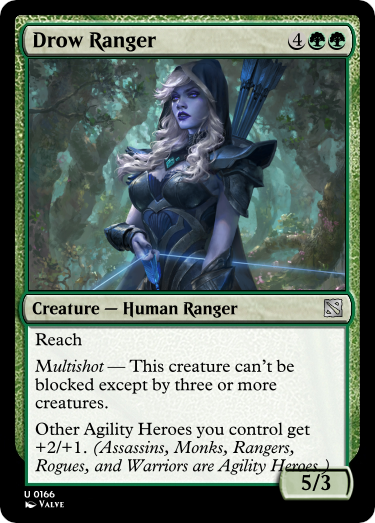 Drow Ranger 4
Creature — Human Ranger
Reach
Multishot — This creature can't be
blocked except by three or more
creatures.
Other Agility Heroes you control get
+2/+1. (Assassins, Monks, Rangers,
Rogues, and Warriors are Agility Heroes.)
5/3
U 0166
VALVE